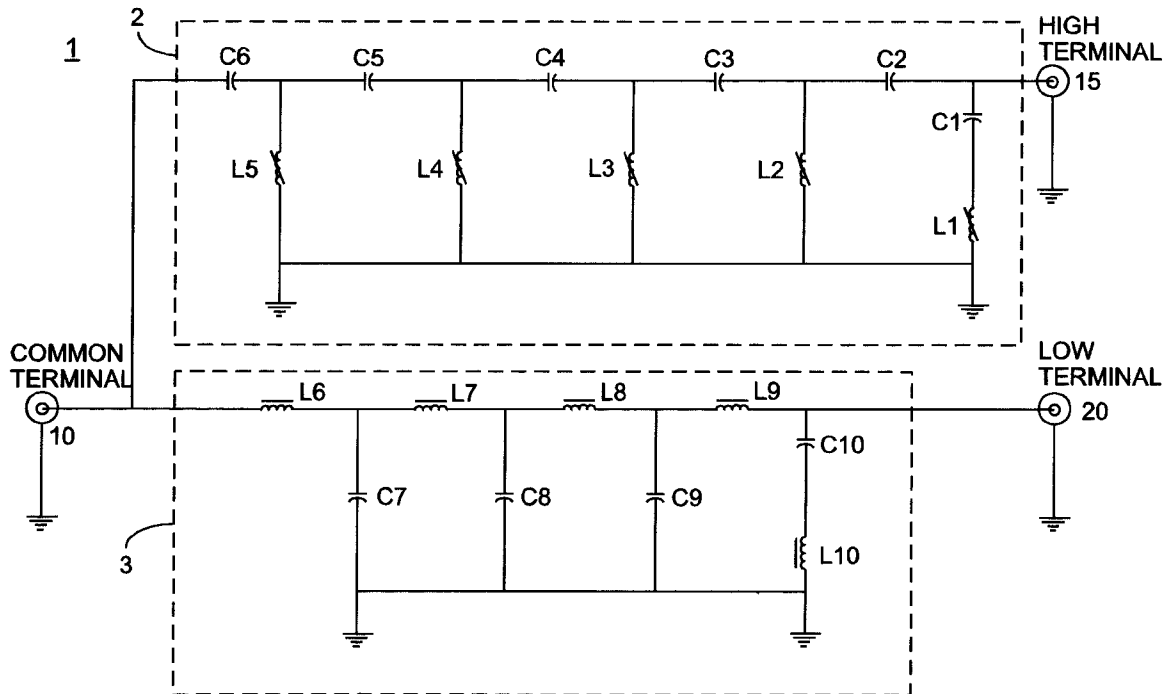 1
2
C6
C5
C4
C3
C2
HIGH
TERMINAL
15
C1
L5
L4
L3
L2
L1
COMMON
TERMINAL
10
LOW
TERMINAL
20
L6
L7
L8
L9
C10
C7
C8
C9
L10
3